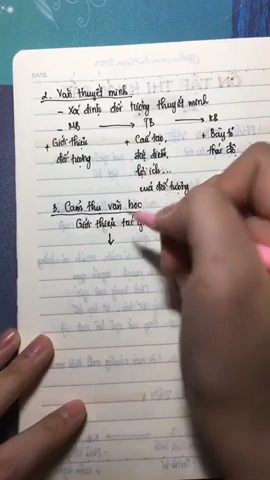 DATE
2. Văn thuyết minh
- Xác định đối tượng thuyết minh
- MB → TB → KB
+ Giới thiệu + Cấu tạo, + Bày tỏ
đối tượng đặc điểm, thái độ
lợi ích...
của đối tượng
3. Cảm thụ văn học
Giới thiệu tác g
↓